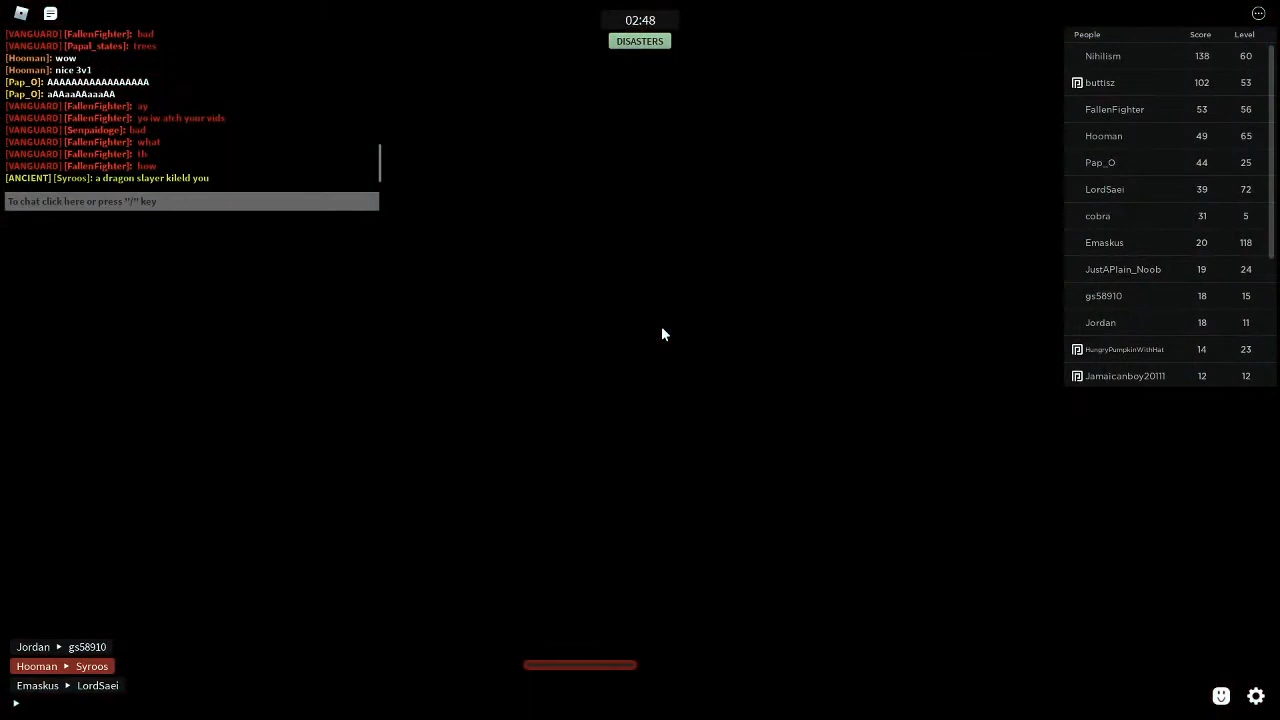 02:48
DISASTERS
[VANGUARD] [FallenFighter]: bad
[VANGUARD] [Papal_states]: trees
[Hooman]: wow
[Hooman]: nice 3v1
[Pap_O]: AAAAAAAAAAAAAAAAA
[Pap_O]: aAAaaAAaaaAA
[VANGUARD] [FallenFighter]: ay
[VANGUARD] [FallenFighter]: yo iw atch your vids
[VANGUARD] [Senpaidoge]: bad
[VANGUARD] [FallenFighter]: what
[VANGUARD] [FallenFighter]: th
[VANGUARD] [FallenFighter]: how
[ANCIENT] [Syroos]: a dragon slayer kileld you
To chat click here or press "/" key
People Score Level
Nihilism 138 60
buttisz 102 53
FallenFighter 53 56
Hooman 49 65
Pap_O 44 25
LordSaei 39 72
cobra 31 5
Emaskus 20 118
JustAPlain_Noob 19 24
gs58910 18 15
Jordan 18 11
HungryPumpkinWithHat 14 23
Jamaicanboy20111 12 12
Jordan ▸ gs58910
Hooman ▸ Syroos
Emaskus ▸ LordSaei